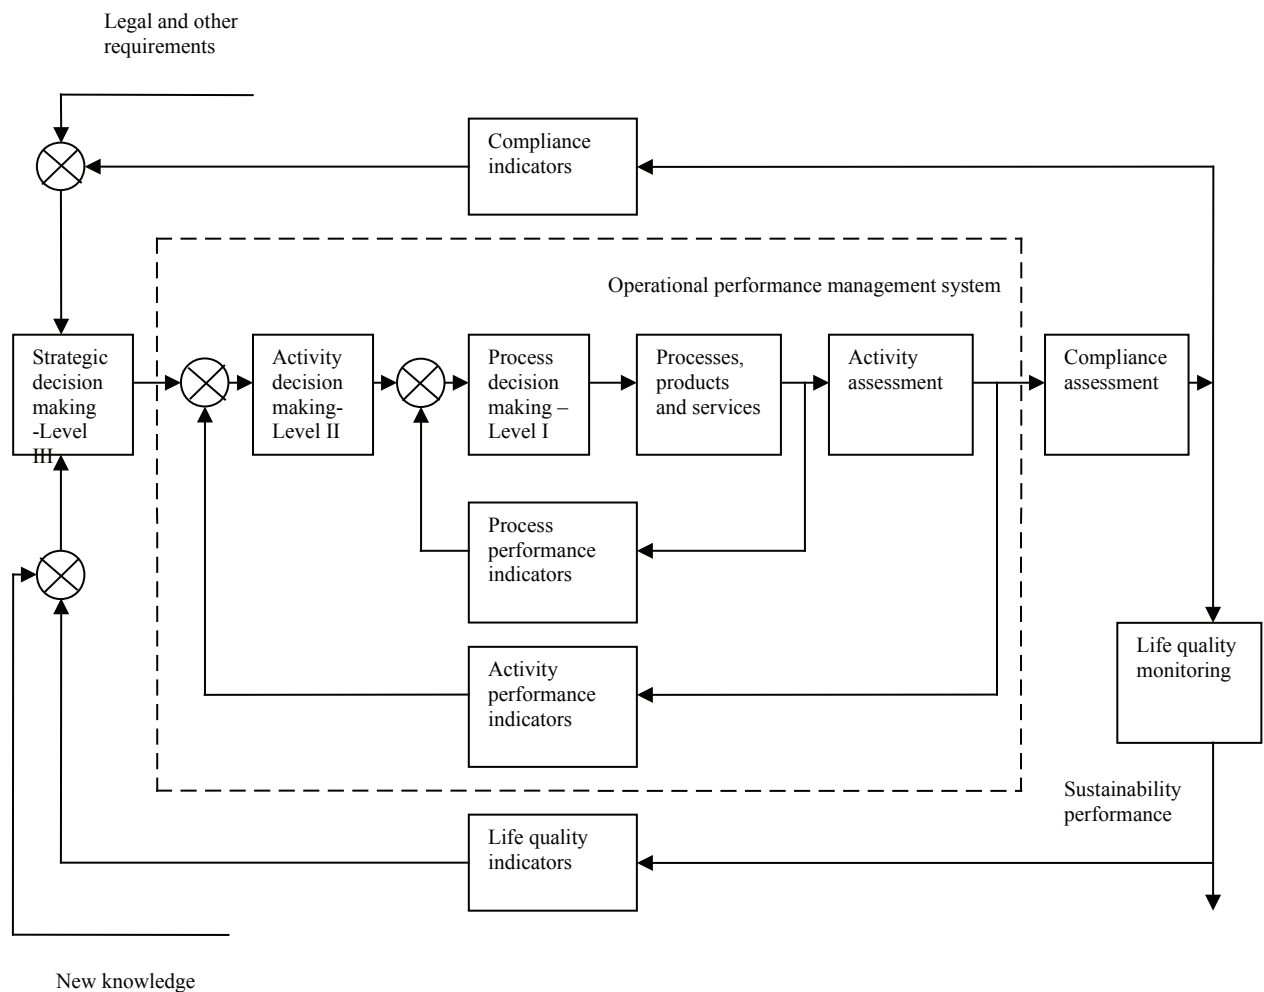 Legal and other
requirements
Compliance
indicators
Operational performance management system
Strategic
decision
making
-Level
III
Activity
decision
making-
Level II
Process
decision
making –
Level I
Processes,
products
and services
Activity
assessment
Compliance
assessment
Process
performance
indicators
Activity
performance
indicators
Life quality
monitoring
Sustainability
performance
Life quality
indicators
New knowledge